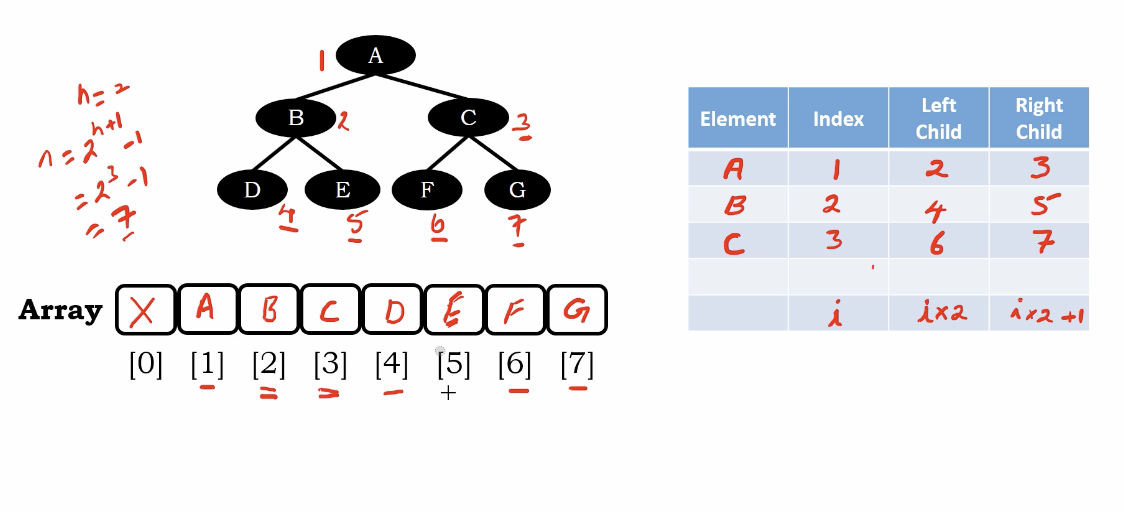 h = 2
n = 2^(h+1) - 1
= 2^3 - 1
= 7
1 A
B 2
C 3
D E F G
4 5 6 7
Array X A B C D E F G
[0] [1] [2] [3] [4] [5] [6] [7]
Element Index Left Child Right Child
A 1 2 3
B 2 4 5
C 3 6 7
i i×2 i×2 +1